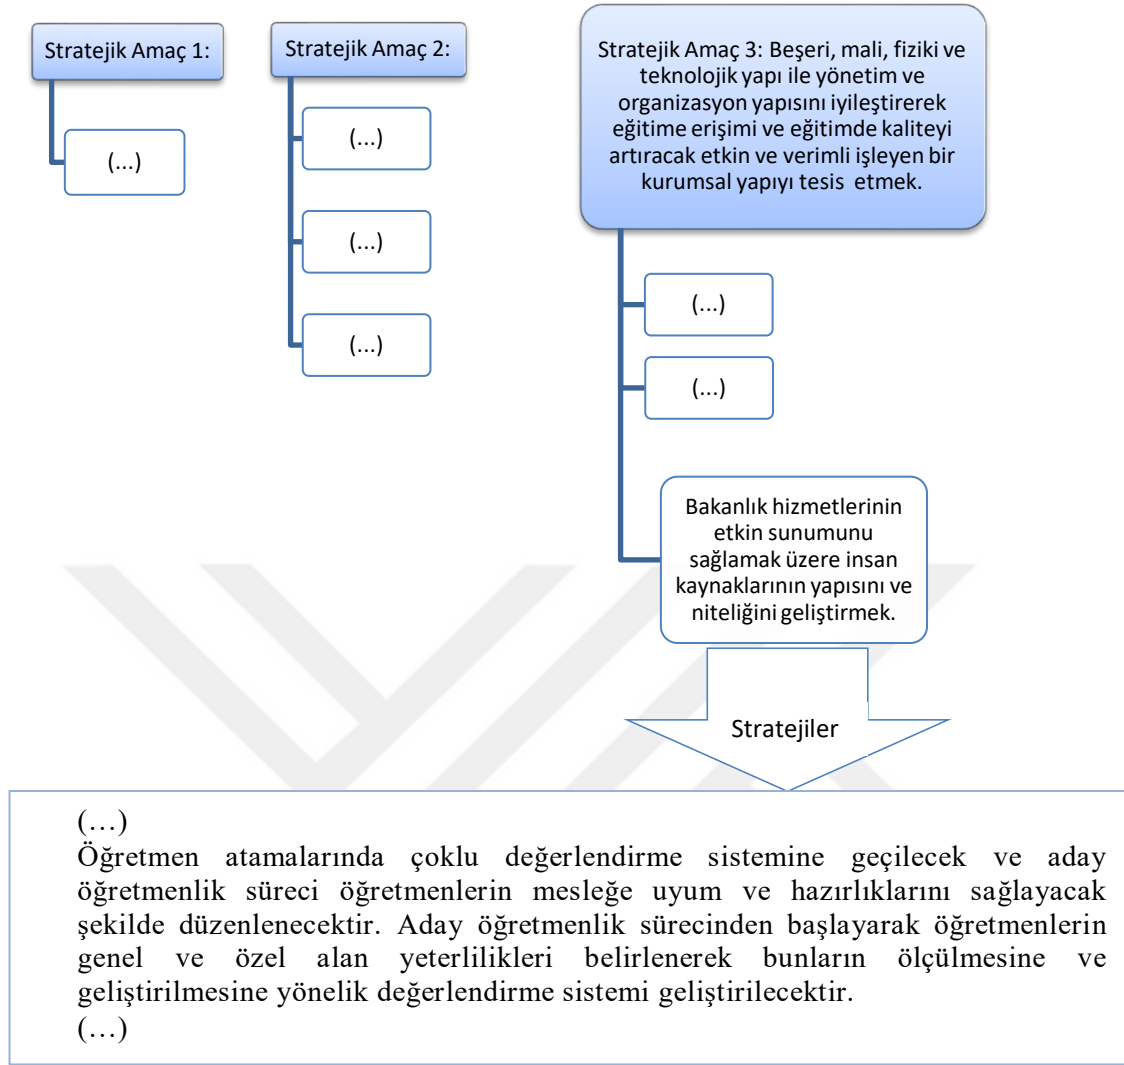 Stratejik Amaç 1:
(...)
Stratejik Amaç 2:
(...)
(...)
(...)
Stratejik Amaç 3: Beşeri, mali, fiziki ve
teknolojik yapı ile yönetim ve
organizasyon yapısını iyileştirerek
eğitime erişimi ve eğitimde kaliteyi
artıracak etkin ve verimli işleyen bir
kurumsal yapıyı tesis etmek.
(...)
(...)
Bakanlık hizmetlerinin
etkin sunumunu
sağlamak üzere insan
kaynaklarının yapısını ve
niteliğini geliştirmek.
Stratejiler
(…)
Öğretmen atamalarında çoklu değerlendirme sistemine geçilecek ve aday
öğretmenlik süreci öğretmenlerin mesleğe uyum ve hazırlıklarını sağlayacak
şekilde düzenlenecektir. Aday öğretmenlik sürecinden başlayarak öğretmenlerin
genel ve özel alan yeterlilikleri belirlenerek bunların ölçülmesine ve
geliştirilmesine yönelik değerlendirme sistemi geliştirilecektir.
(…)